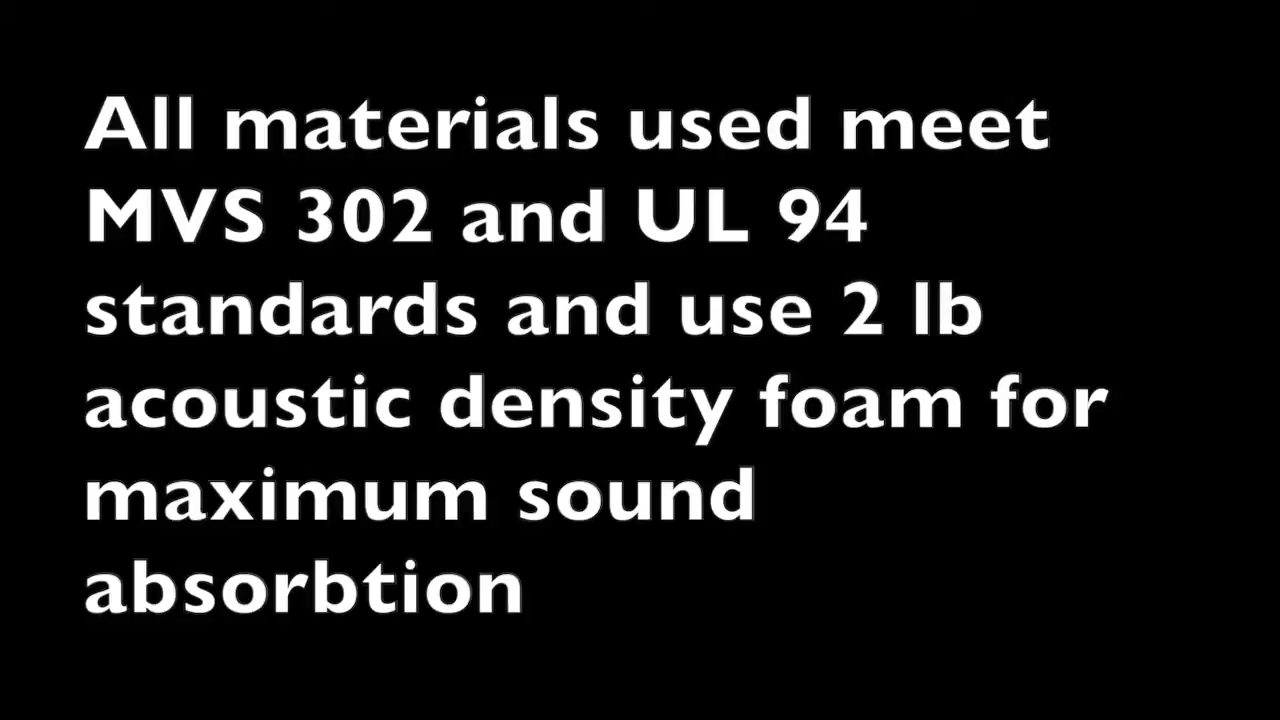 All materials used meet
MVS 302 and UL 94
standards and use 2 lb
acoustic density foam for
maximum sound
absorbtion